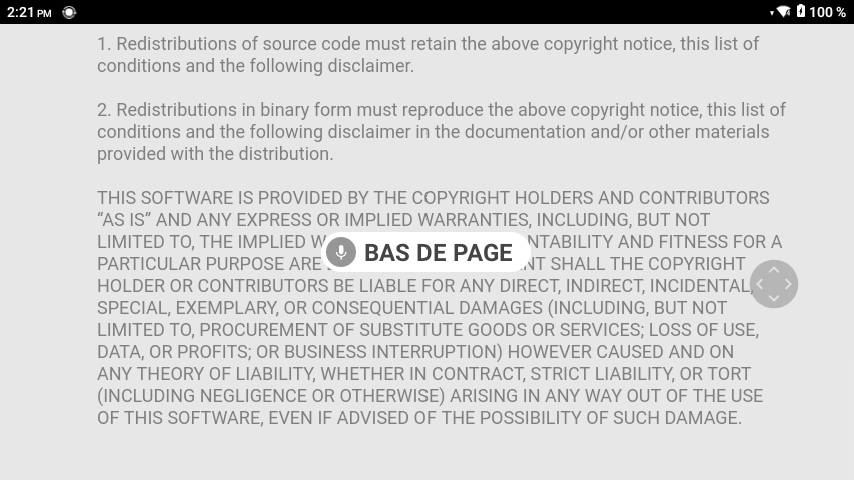 2:21 PM 100 %
1. Redistributions of source code must retain the above copyright notice, this list of
conditions and the following disclaimer.
2. Redistributions in binary form must reproduce the above copyright notice, this list of
conditions and the following disclaimer in the documentation and/or other materials
provided with the distribution.
THIS SOFTWARE IS PROVIDED BY THE COPYRIGHT HOLDERS AND CONTRIBUTORS
“AS IS” AND ANY EXPRESS OR IMPLIED WARRANTIES, INCLUDING, BUT NOT
LIMITED TO, THE IMPLIED AND FITNESS FOR A
BAS DE PAGE
PARTICULAR PURPOSE ARE SHALL THE COPYRIGHT
HOLDER OR CONTRIBUTORS BE LIABLE FOR ANY DIRECT, INDIRECT, INCIDENTAL,
SPECIAL, EXEMPLARY, OR CONSEQUENTIAL DAMAGES (INCLUDING, BUT NOT
LIMITED TO, PROCUREMENT OF SUBSTITUTE GOODS OR SERVICES; LOSS OF USE,
DATA, OR PROFITS; OR BUSINESS INTERRUPTION) HOWEVER CAUSED AND ON
ANY THEORY OF LIABILITY, WHETHER IN CONTRACT, STRICT LIABILITY, OR TORT
(INCLUDING NEGLIGENCE OR OTHERWISE) ARISING IN ANY WAY OUT OF THE USE
OF THIS SOFTWARE, EVEN IF ADVISED OF THE POSSIBILITY OF SUCH DAMAGE.